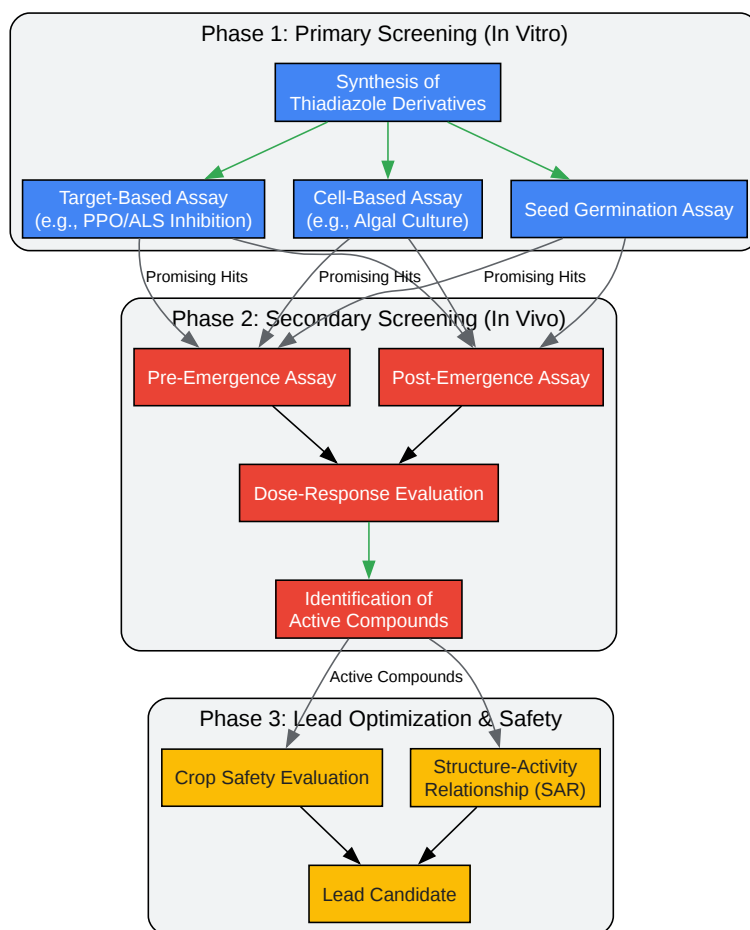 Phase 1: Primary Screening (In Vitro)
Synthesis of
Thiadiazole Derivatives
Target-Based Assay
(e.g., PPO/ALS Inhibition)
Cell-Based Assay
(e.g., Algal Culture)
Seed Germination Assay
Promising Hits
Promising Hits
Promising Hits
Phase 2: Secondary Screening (In Vivo)
Pre-Emergence Assay
Post-Emergence Assay
Dose-Response Evaluation
Identification of
Active Compounds
Active Compounds
Phase 3: Lead Optimization & Safety
Crop Safety Evaluation
Structure-Activity
Relationship (SAR)
Lead Candidate